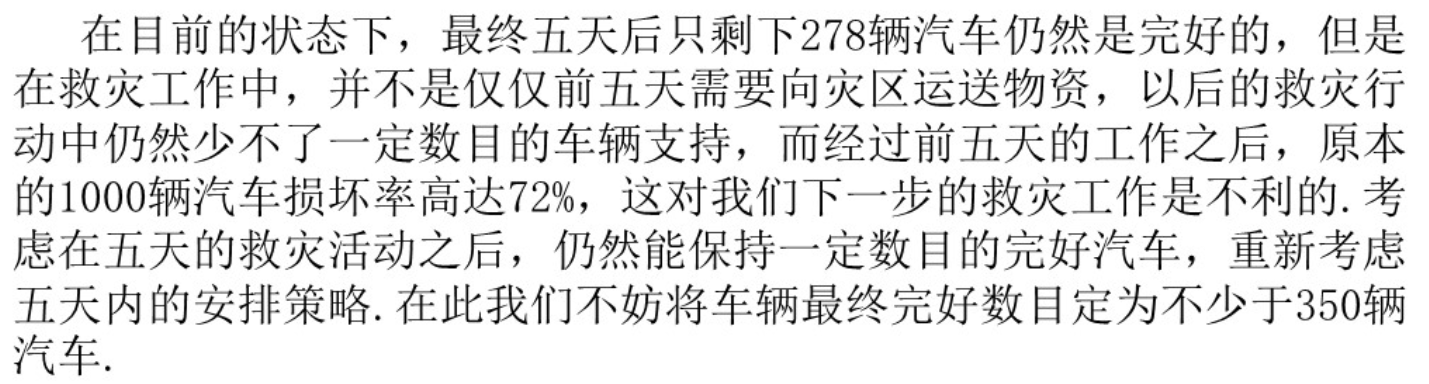 在目前的状态下，最终五天后只剩下278辆汽车仍然是完好的，但是
在救灾工作中，并不是仅仅前五天需要向灾区运送物资，以后的救灾行
动中仍然少不了一定数目的车辆支持，而经过前五天的工作之后，原本
的1000辆汽车损坏率高达72%，这对我们下一步的救灾工作是不利的.考
虑在五天的救灾活动之后，仍然能保持一定数目的完好汽车，重新考虑
五天内的安排策略.在此我们不妨将车辆最终完好数目定为不少于350辆
汽车.